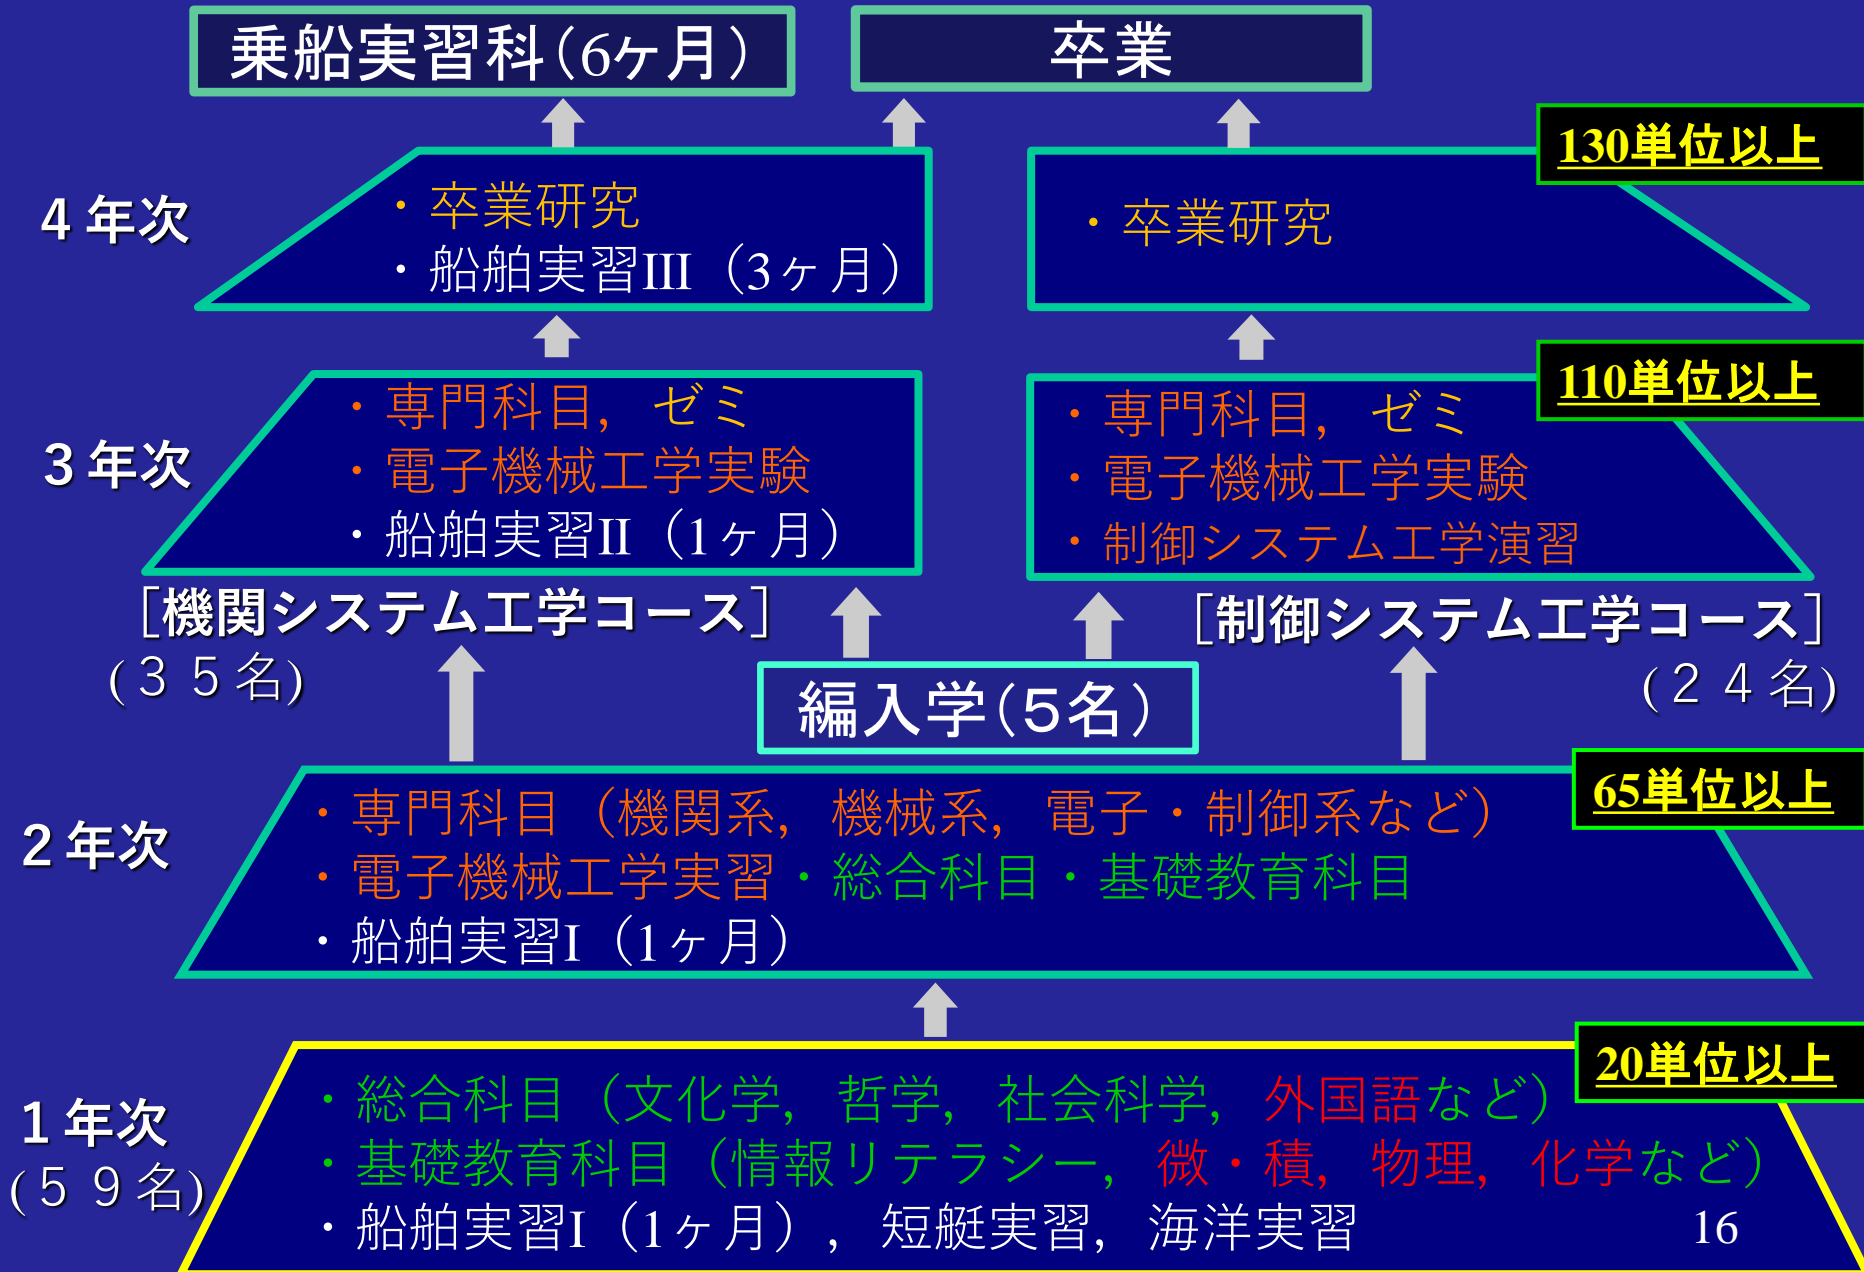 乗船実習科(6ヶ月)
卒業
130単位以上
4年次
・卒業研究
・船舶実習III（3ヶ月）
・卒業研究
110単位以上
3年次
・専門科目，ゼミ
・電子機械工学実験
・船舶実習II（1ヶ月）
・専門科目，ゼミ
・電子機械工学実験
・制御システム工学演習
［機関システム工学コース］
(３５名)
［制御システム工学コース］
(２４名)
編入学(5名)
65単位以上
2年次
・専門科目（機関系，機械系，電子・制御系など）
・電子機械工学実習・総合科目・基礎教育科目
・船舶実習I（1ヶ月）
20単位以上
1年次
(５９名)
・総合科目（文化学，哲学，社会科学，外国語など）
・基礎教育科目（情報リテラシー，微・積，物理，化学など）
・船舶実習I（1ヶ月），短艇実習，海洋実習
16